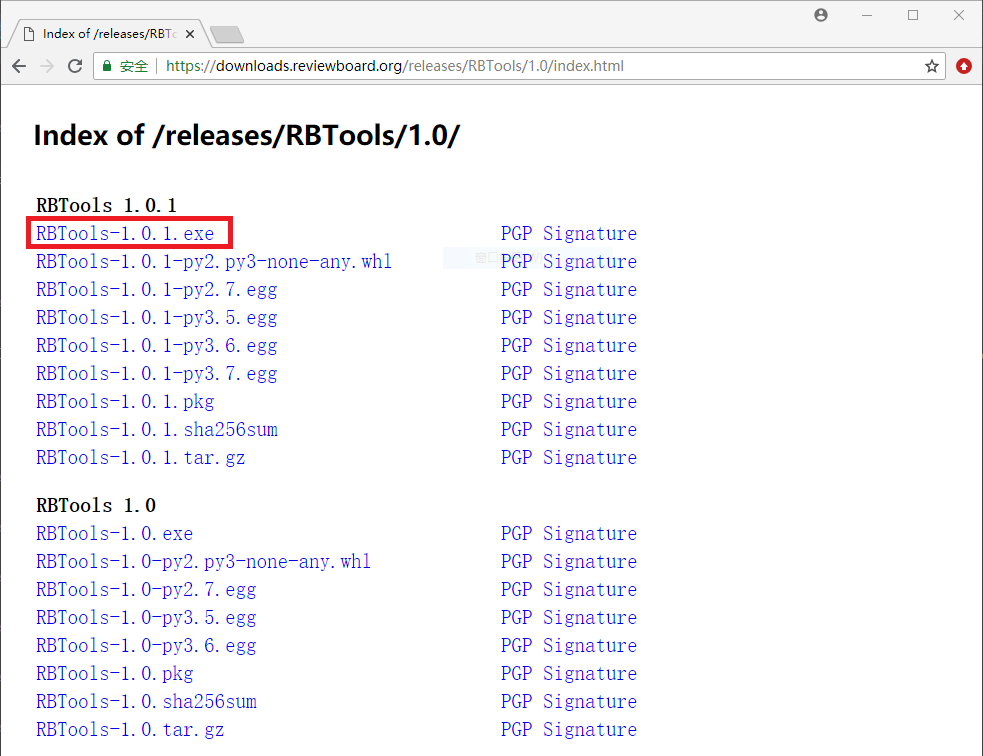 Index of /releases/RBTo
安全 https://downloads.reviewboard.org/releases/RBTools/1.0/index.html
Index of /releases/RBTools/1.0/
RBTools 1.0.1
RBTools-1.0.1.exe PGP Signature
RBTools-1.0.1-py2.py3-none-any.whl PGP Signature
RBTools-1.0.1-py2.7.egg PGP Signature
RBTools-1.0.1-py3.5.egg PGP Signature
RBTools-1.0.1-py3.6.egg PGP Signature
RBTools-1.0.1-py3.7.egg PGP Signature
RBTools-1.0.1.pkg PGP Signature
RBTools-1.0.1.sha256sum PGP Signature
RBTools-1.0.1.tar.gz PGP Signature
RBTools 1.0
RBTools-1.0.exe PGP Signature
RBTools-1.0-py2.py3-none-any.whl PGP Signature
RBTools-1.0-py2.7.egg PGP Signature
RBTools-1.0-py3.5.egg PGP Signature
RBTools-1.0-py3.6.egg PGP Signature
RBTools-1.0.pkg PGP Signature
RBTools-1.0.sha256sum PGP Signature
RBTools-1.0.tar.gz PGP Signature